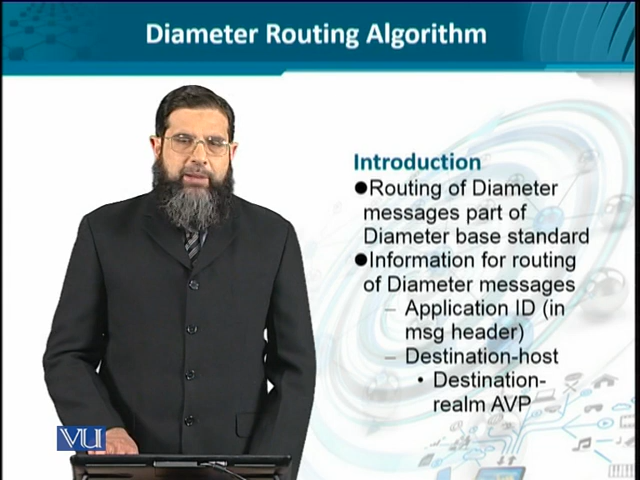 Diameter Routing Algorithm
Introduction
●Routing of Diameter
messages part of
Diameter base standard
●Information for routing
of Diameter messages
– Application ID (in
msg header)
– Destination-host
• Destination-
realm AVP
VU